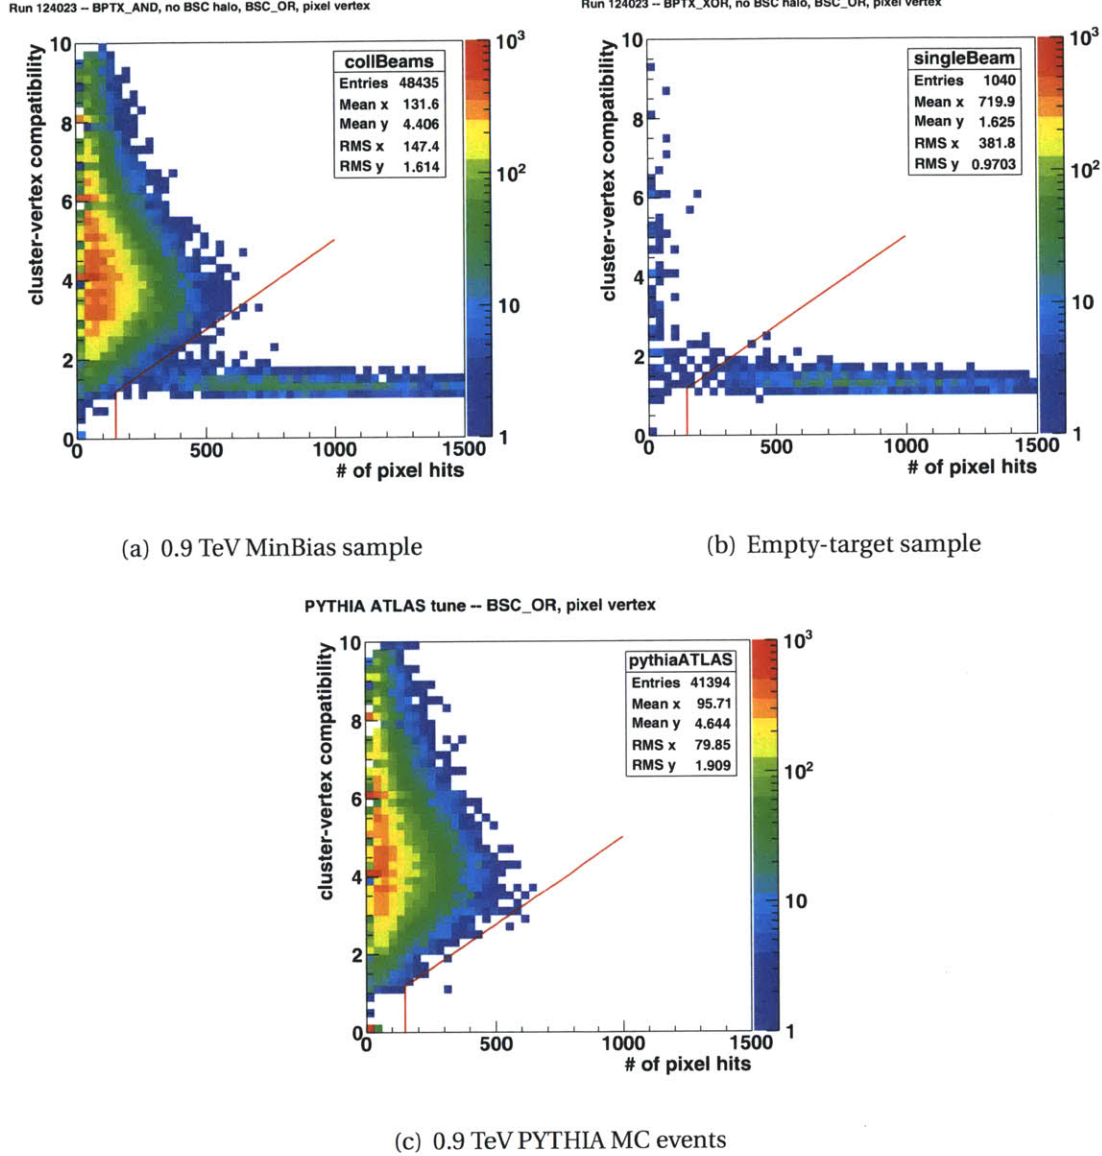 Run 124023 -- BPTX_AND, no BSC halo, BSC_OR, pixel vertex
cluster-vertex compatibility
10
8
6
4
2
0
collBeams
Entries 48435
Mean x 131.6
Mean y 4.406
RMS x 147.4
RMS y 1.614
10³
10²
10
1
0 500 1000 1500
# of pixel hits
(a) 0.9 TeV MinBias sample
Run 124023 -- BPTX_XOR, no BSC halo, BSC_OR, pixel vertex
cluster-vertex compatibility
10
8
6
4
2
0
singleBeam
Entries 1040
Mean x 719.9
Mean y 1.625
RMS x 381.8
RMS y 0.9703
10³
10²
10
1
0 500 1000 1500
# of pixel hits
(b) Empty-target sample
PYTHIA ATLAS tune -- BSC_OR, pixel vertex
cluster-vertex compatibility
10
8
6
4
2
0
pythiaATLAS
Entries 41394
Mean x 95.71
Mean y 4.644
RMS x 79.85
RMS y 1.909
10³
10²
10
1
0 500 1000 1500
# of pixel hits
(c) 0.9 TeV PYTHIA MC events